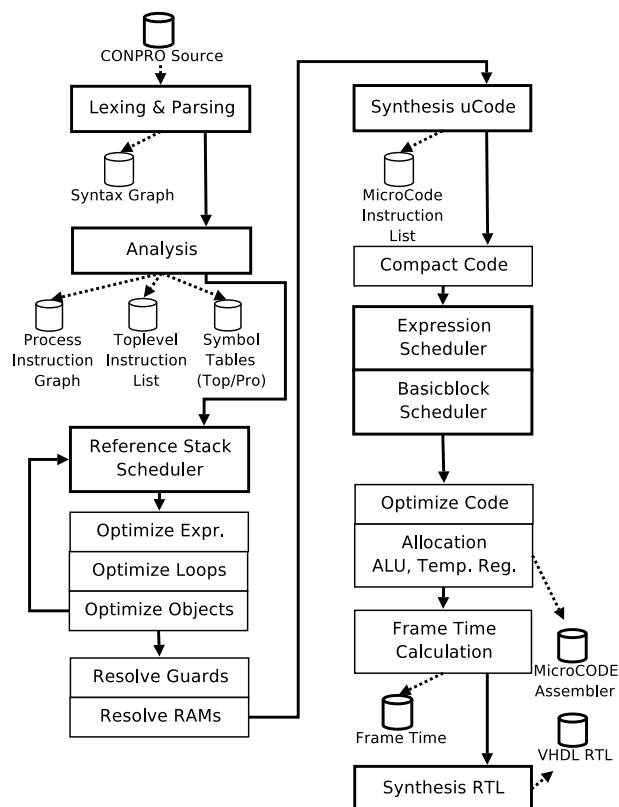 CONPRO Source
Lexing & Parsing
Syntax Graph
Analysis
Process
Instruction
Graph
Toplevel
Instruction
List
Symbol
Tables
(Top/Pro)
Reference Stack
Scheduler
Optimize Expr.
Optimize Loops
Optimize Objects
Resolve Guards
Resolve RAMs
Synthesis uCode
MicroCode
Instruction
List
Compact Code
Expression
Scheduler
Basicblock
Scheduler
Optimize Code
Allocation
ALU, Temp. Reg.
MicroCODE
Assembler
Frame Time
Calculation
Frame Time
VHDL RTL
Synthesis RTL